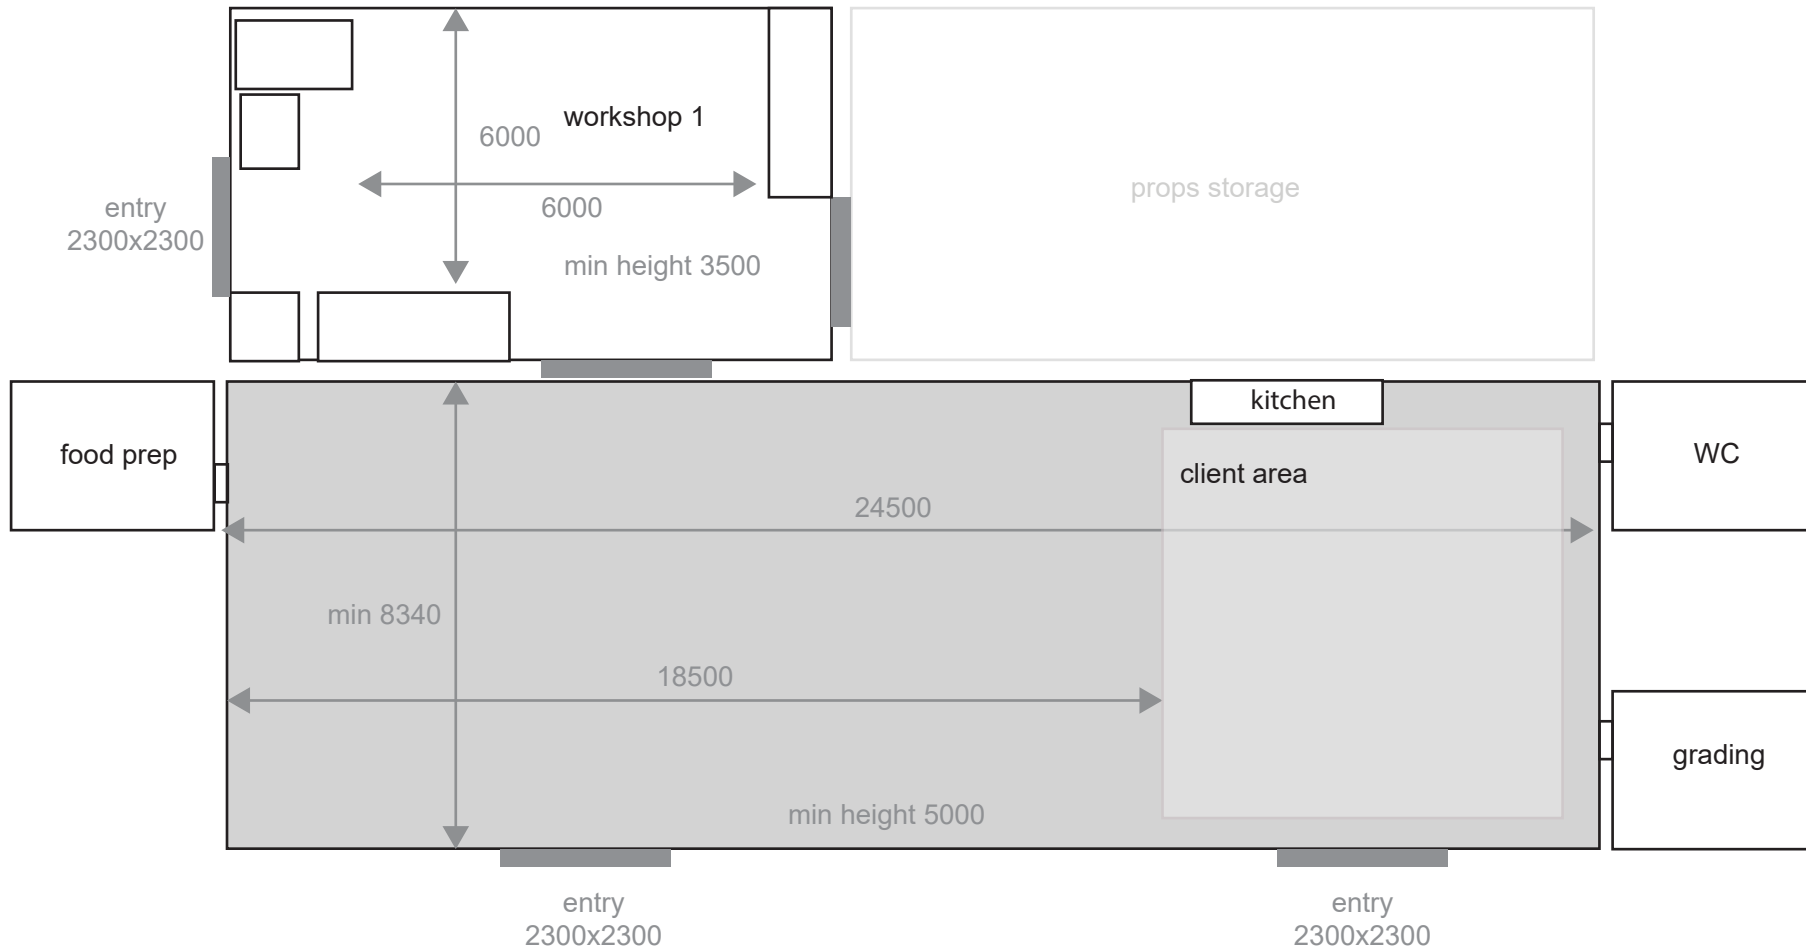 workshop 1
6000
6000
min height 3500
entry
2300x2300
props storage
kitchen
food prep
client area
WC
24500
min 8340
18500
grading
min height 5000
entry
2300x2300
entry
2300x2300